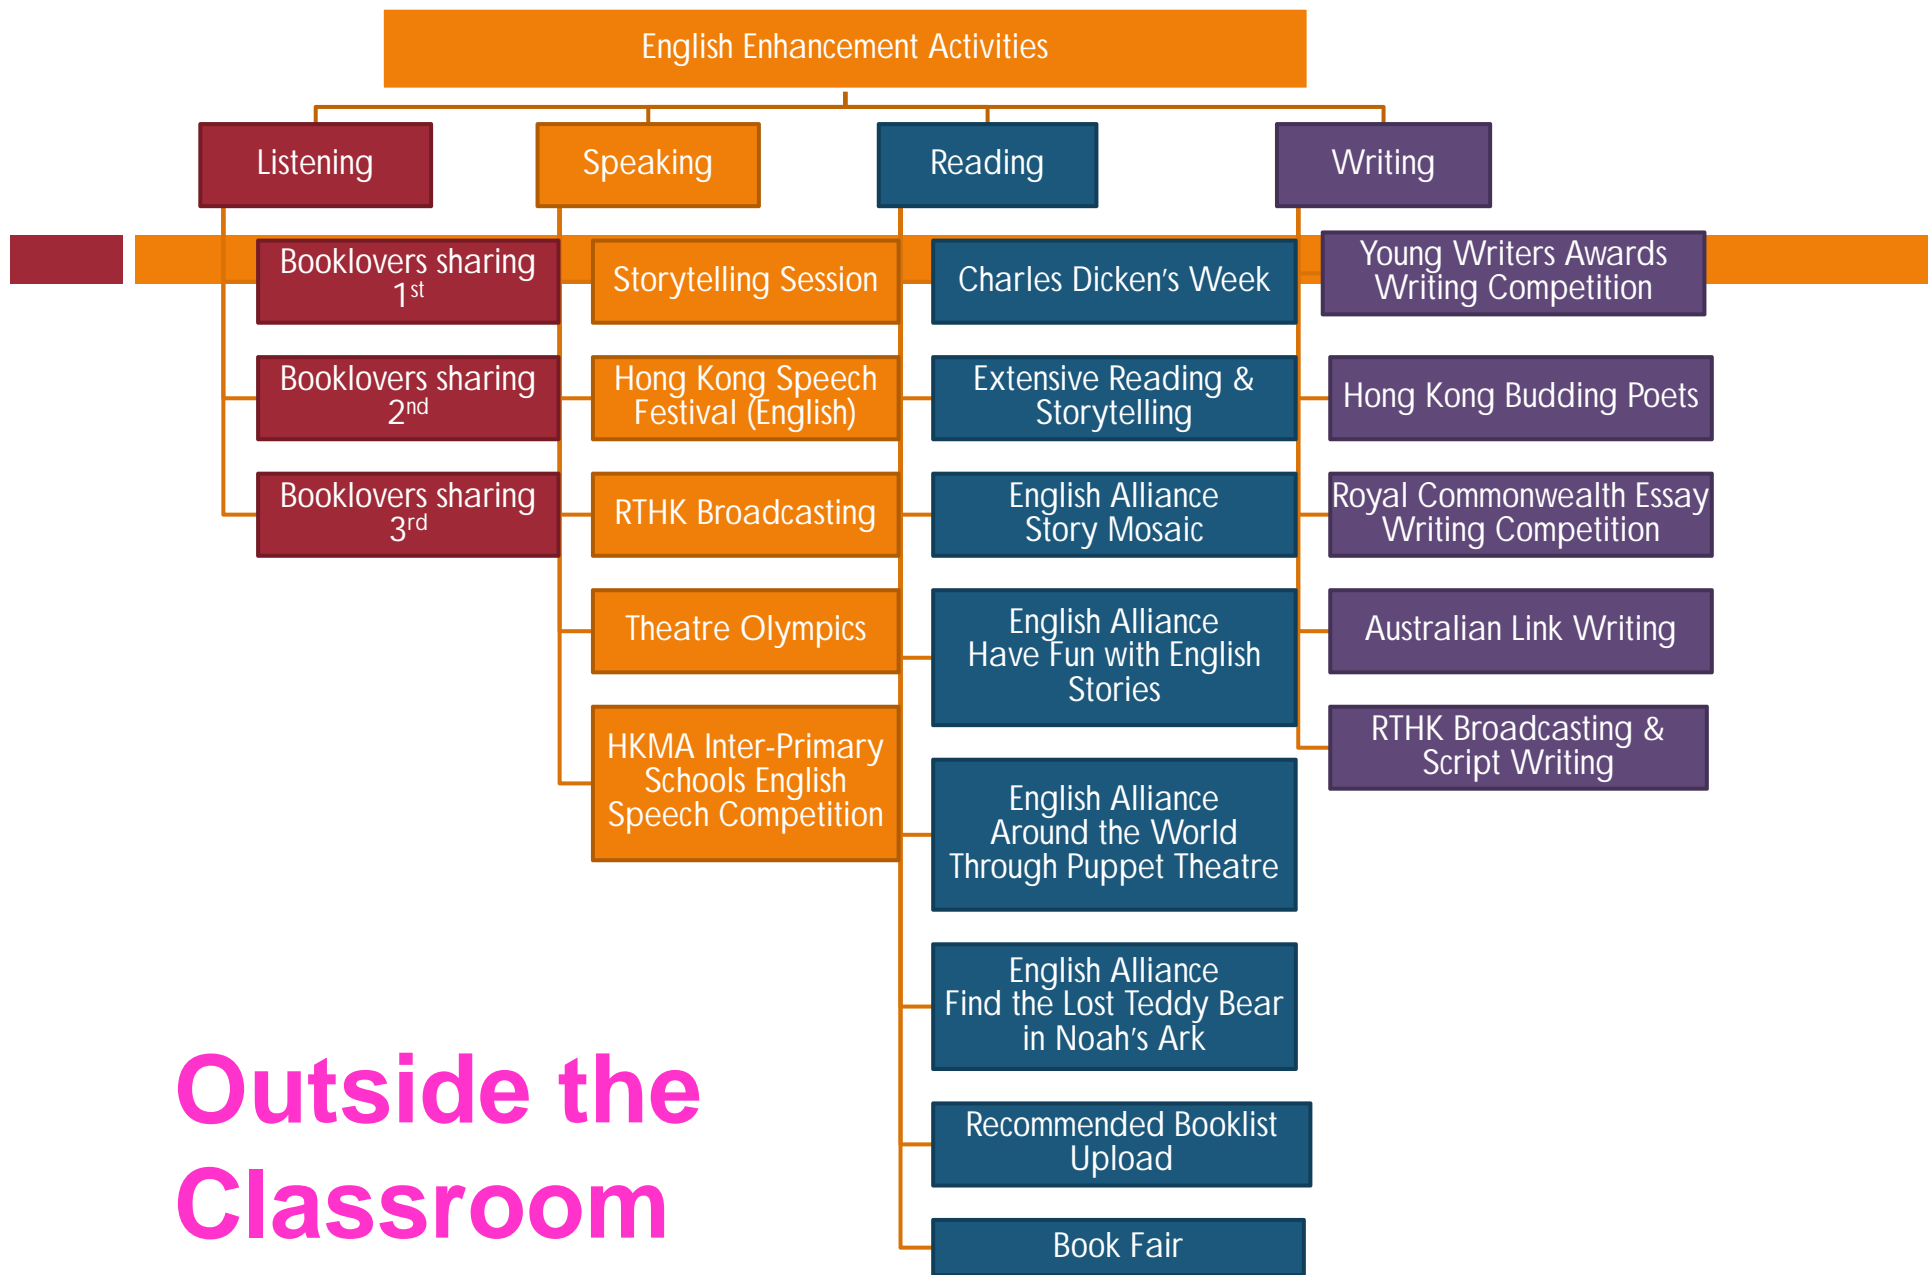 English Enhancement Activities
Listening
Booklovers sharing
1st
Booklovers sharing
2nd
Booklovers sharing
3rd
Speaking
Storytelling Session
Hong Kong Speech
Festival (English)
RTHK Broadcasting
Theatre Olympics
HKMA Inter-Primary
Schools English
Speech Competition
Reading
Charles Dicken's Week
Extensive Reading &
Storytelling
English Alliance
Story Mosaic
English Alliance
Have Fun with English
Stories
English Alliance
Around the World
Through Puppet Theatre
English Alliance
Find the Lost Teddy Bear
in Noah's Ark
Recommended Booklist
Upload
Book Fair
Writing
Young Writers Awards
Writing Competition
Hong Kong Budding Poets
Royal Commonwealth Essay
Writing Competition
Australian Link Writing
RTHK Broadcasting &
Script Writing
Outside the
Classroom